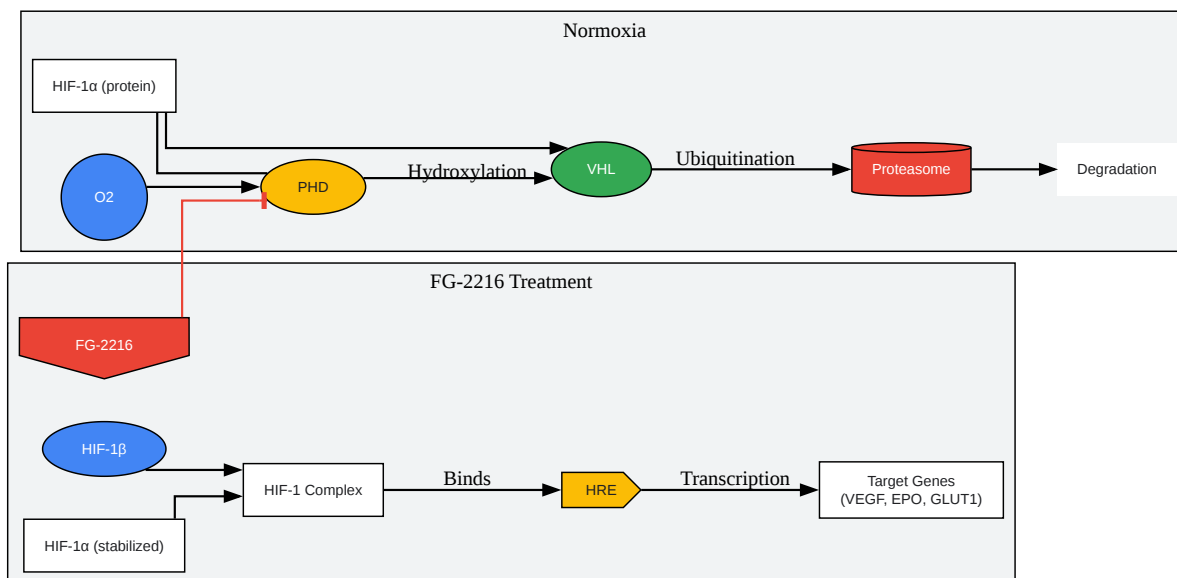 Normoxia
HIF-1α (protein)
O2
PHD
Hydroxylation
VHL
Ubiquitination
Proteasome
Degradation
FG-2216 Treatment
FG-2216
HIF-1β
HIF-1α (stabilized)
HIF-1 Complex
Binds
HRE
Transcription
Target Genes
(VEGF, EPO, GLUT1)